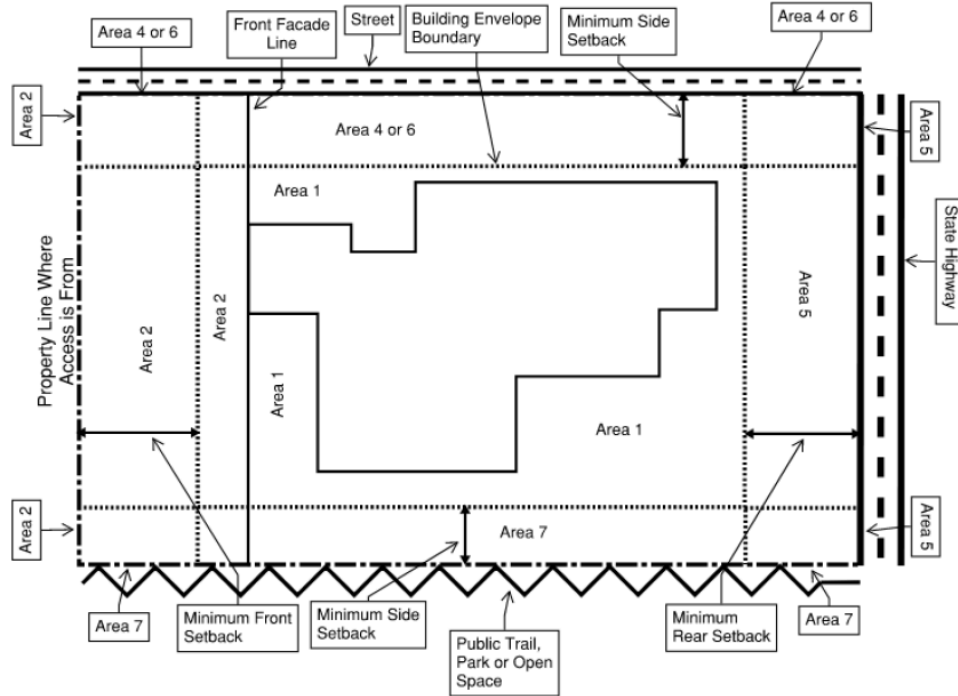 Area 4 or 6
Front Facade
Line
Street
Building Envelope
Boundary
Minimum Side
Setback
Area 4 or 6
Area 2
Area 4 or 6
Area 5
Area 1
State Highway
Property Line Where
Access is From
Area 2
Area 2
Area 5
Area 1
Area 1
Area 2
Area 7
Area 5
Area 7
Minimum Front
Setback
Minimum Side
Setback
Public Trail,
Park or Open
Space
Minimum
Rear Setback
Area 7